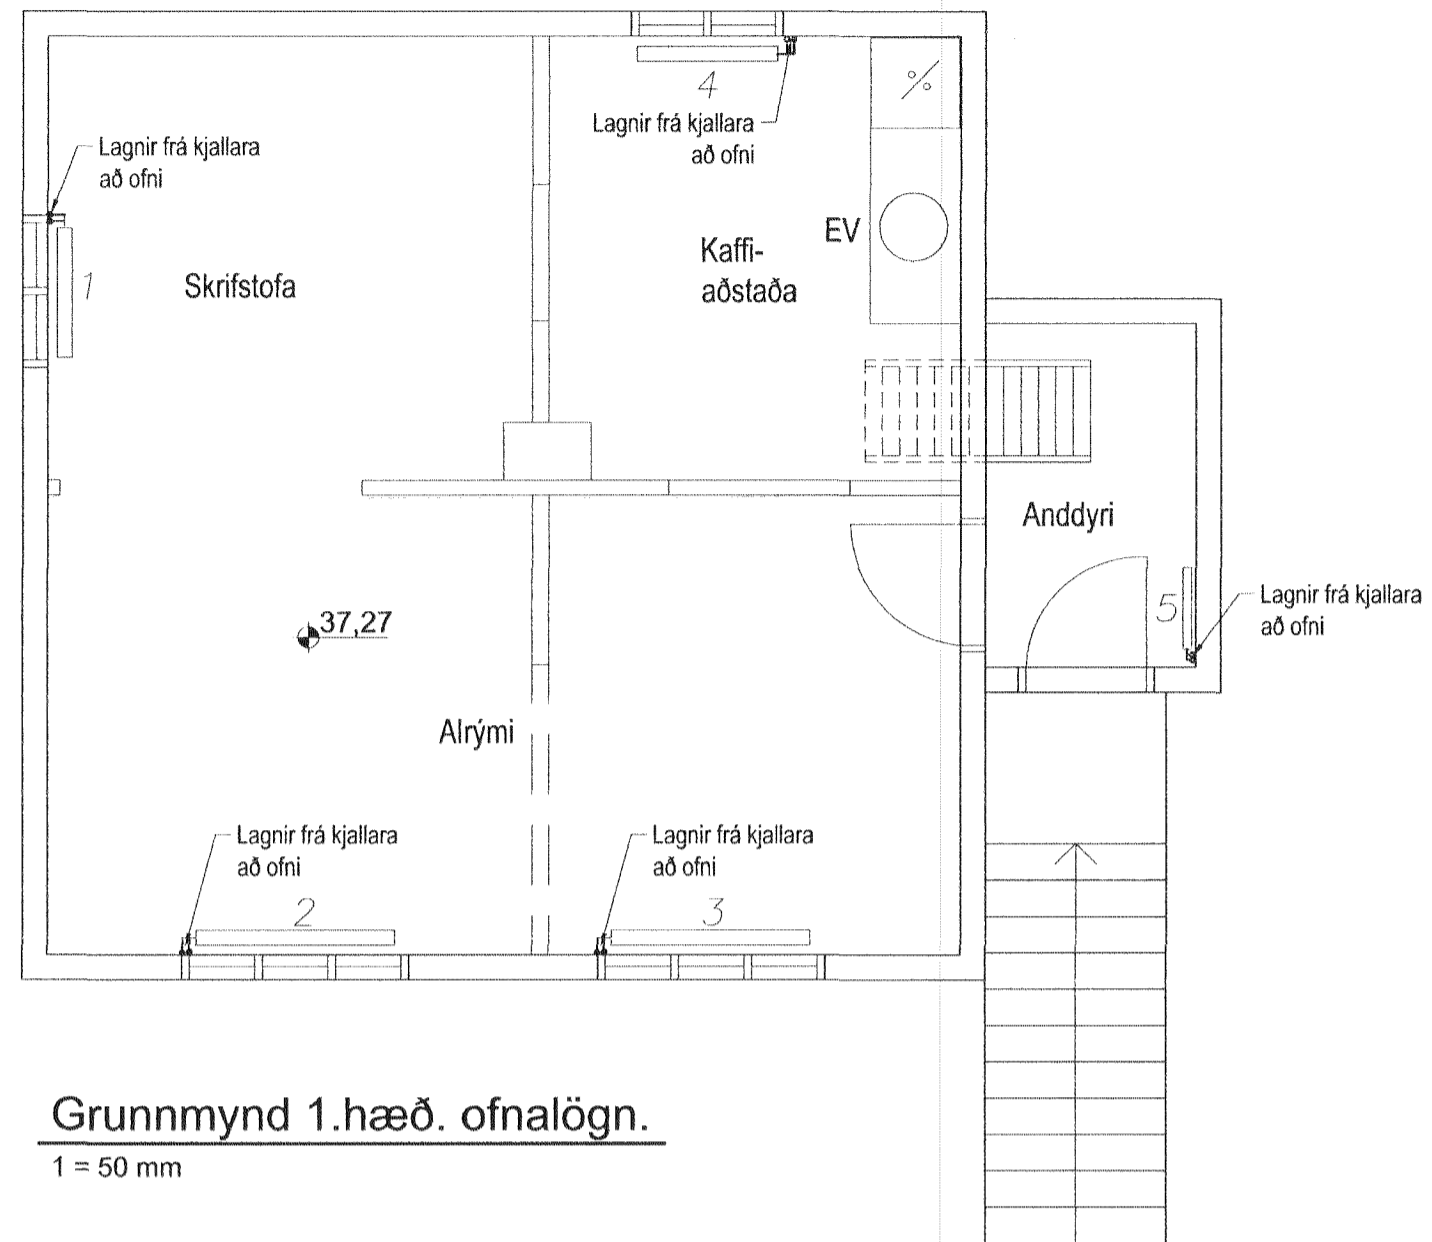 4
Lagnir frá kjallara
að ofni
Lagnir frá kjallara
að ofni
1
Skrifstofa
Kaffi-
aðstaða
EV
Anddyri
5
Lagnir frá kjallara
að ofni
37,27
Alrými
Lagnir frá kjallara
að ofni
2
Lagnir frá kjallara
að ofni
3
Grunnmynd 1.hæð. ofnalögn.
1 = 50 mm